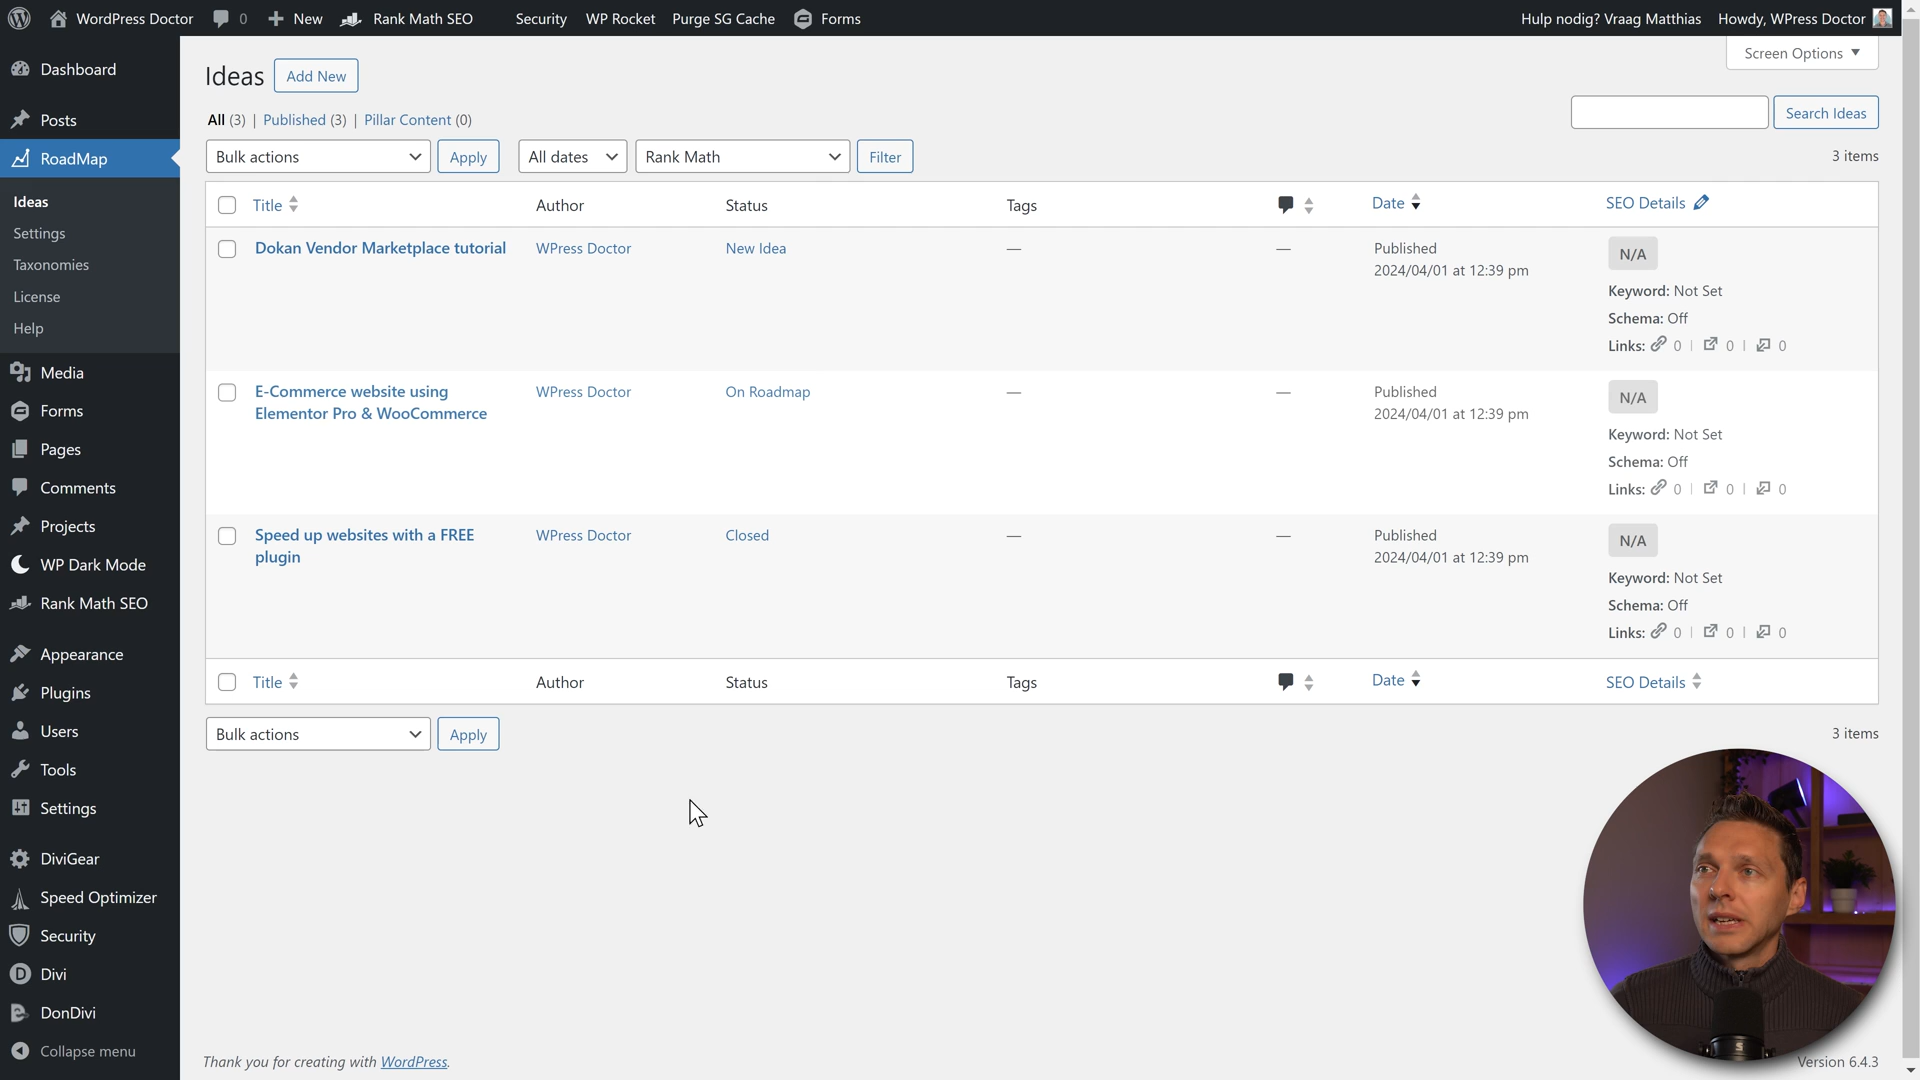 WordPress Doctor 0 New Rank Math SEO Security WP Rocket Purge SG Cache Forms Hulp nodig? Vraag Matthias Howdy, WPress Doctor
Screen Options
Dashboard
Posts
RoadMap
Ideas
Settings
Taxonomies
License
Help
Media
Forms
Pages
Comments
Projects
WP Dark Mode
Rank Math SEO
Appearance
Plugins
Users
Tools
Settings
DiviGear
Speed Optimizer
Security
Divi
DonDivi
Collapse menu
Ideas Add New
All (3) | Published (3) | Pillar Content (0)
Search Ideas
Bulk actions Apply All dates Rank Math Filter 3 items
Title Author Status Tags Date SEO Details
Dokan Vendor Marketplace tutorial WPress Doctor New Idea — — Published N/A
2024/04/01 at 12:39 pm
Keyword: Not Set
Schema: Off
Links: 0 | 0 | 0
E-Commerce website using WPress Doctor On Roadmap — — Published N/A
Elementor Pro & WooCommerce 2024/04/01 at 12:39 pm
Keyword: Not Set
Schema: Off
Links: 0 | 0 | 0
Speed up websites with a FREE WPress Doctor Closed — — Published N/A
plugin 2024/04/01 at 12:39 pm
Keyword: Not Set
Schema: Off
Links: 0 | 0 | 0
Title Author Status Tags Date SEO Details
Bulk actions Apply 3 items
Thank you for creating with WordPress. Version 6.4.3